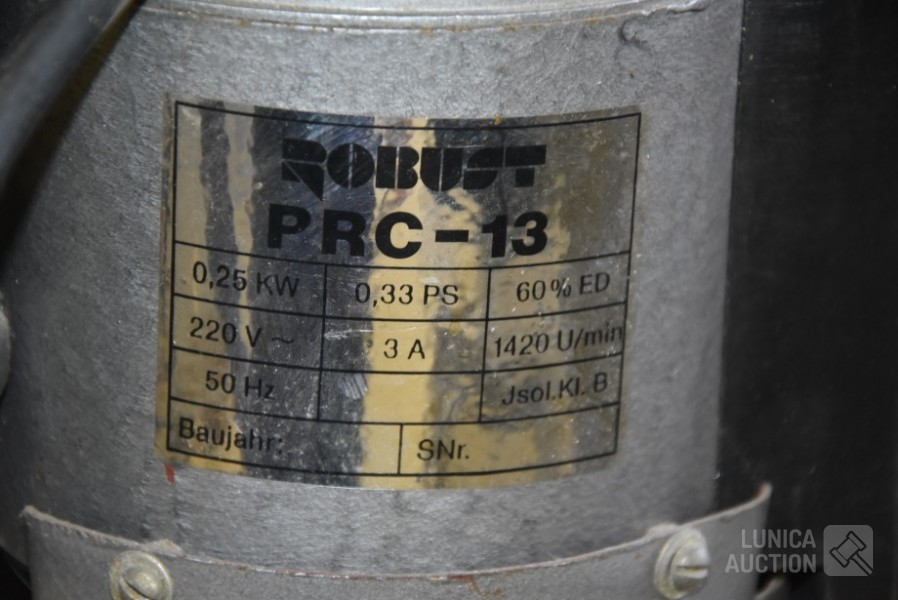 ROBUST
PRC-13
0,25 KW 0,33 PS 60% ED
220 V ~ 3 A 1420 U/min
50 Hz Jsol.Kl. B
Baujahr: SNr.
LUNICA
AUCTION